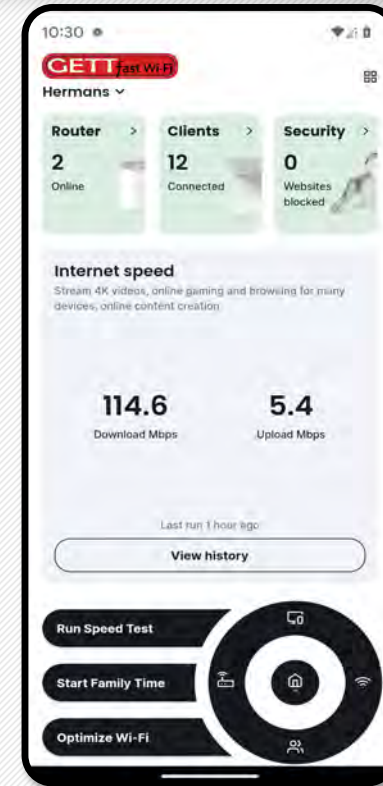 10:30
GETT fast Wi-Fi
Hermans
Router
2
Online
Clients
12
Connected
Security
0
Websites
blocked
Internet speed
Stream 4K videos, online gaming and browsing for many
devices, online content creation
114.6
Download Mbps
5.4
Upload Mbps
Last run 1 hour ago
View history
Run Speed Test
Start Family Time
Optimize Wi-Fi